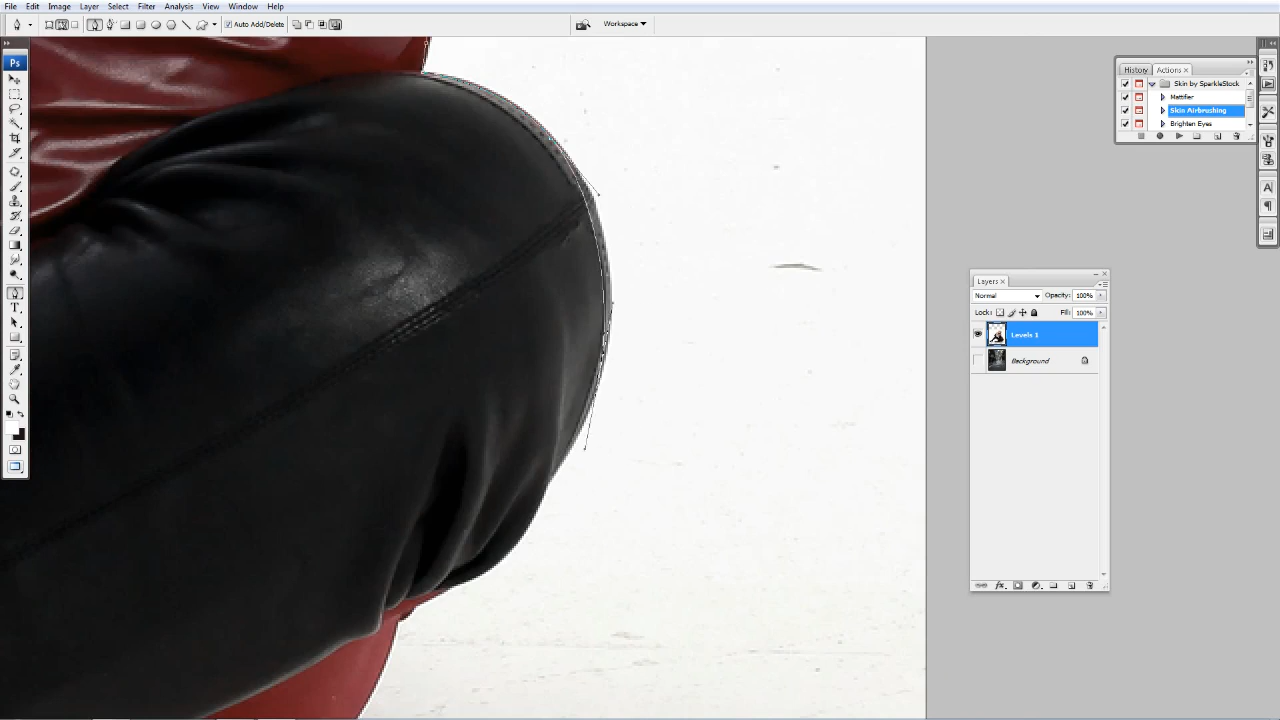 File Edit Image Layer Select Filter Analysis View Window Help
Auto Add/Delete Workspace
Ps
History Actions ×
Skin by SparkleStock
Mattifier
Skin Airbrushing
Brighten Eyes
Layers ×
Normal Opacity: 100%
Lock: Fill: 100%
Levels 1
Background